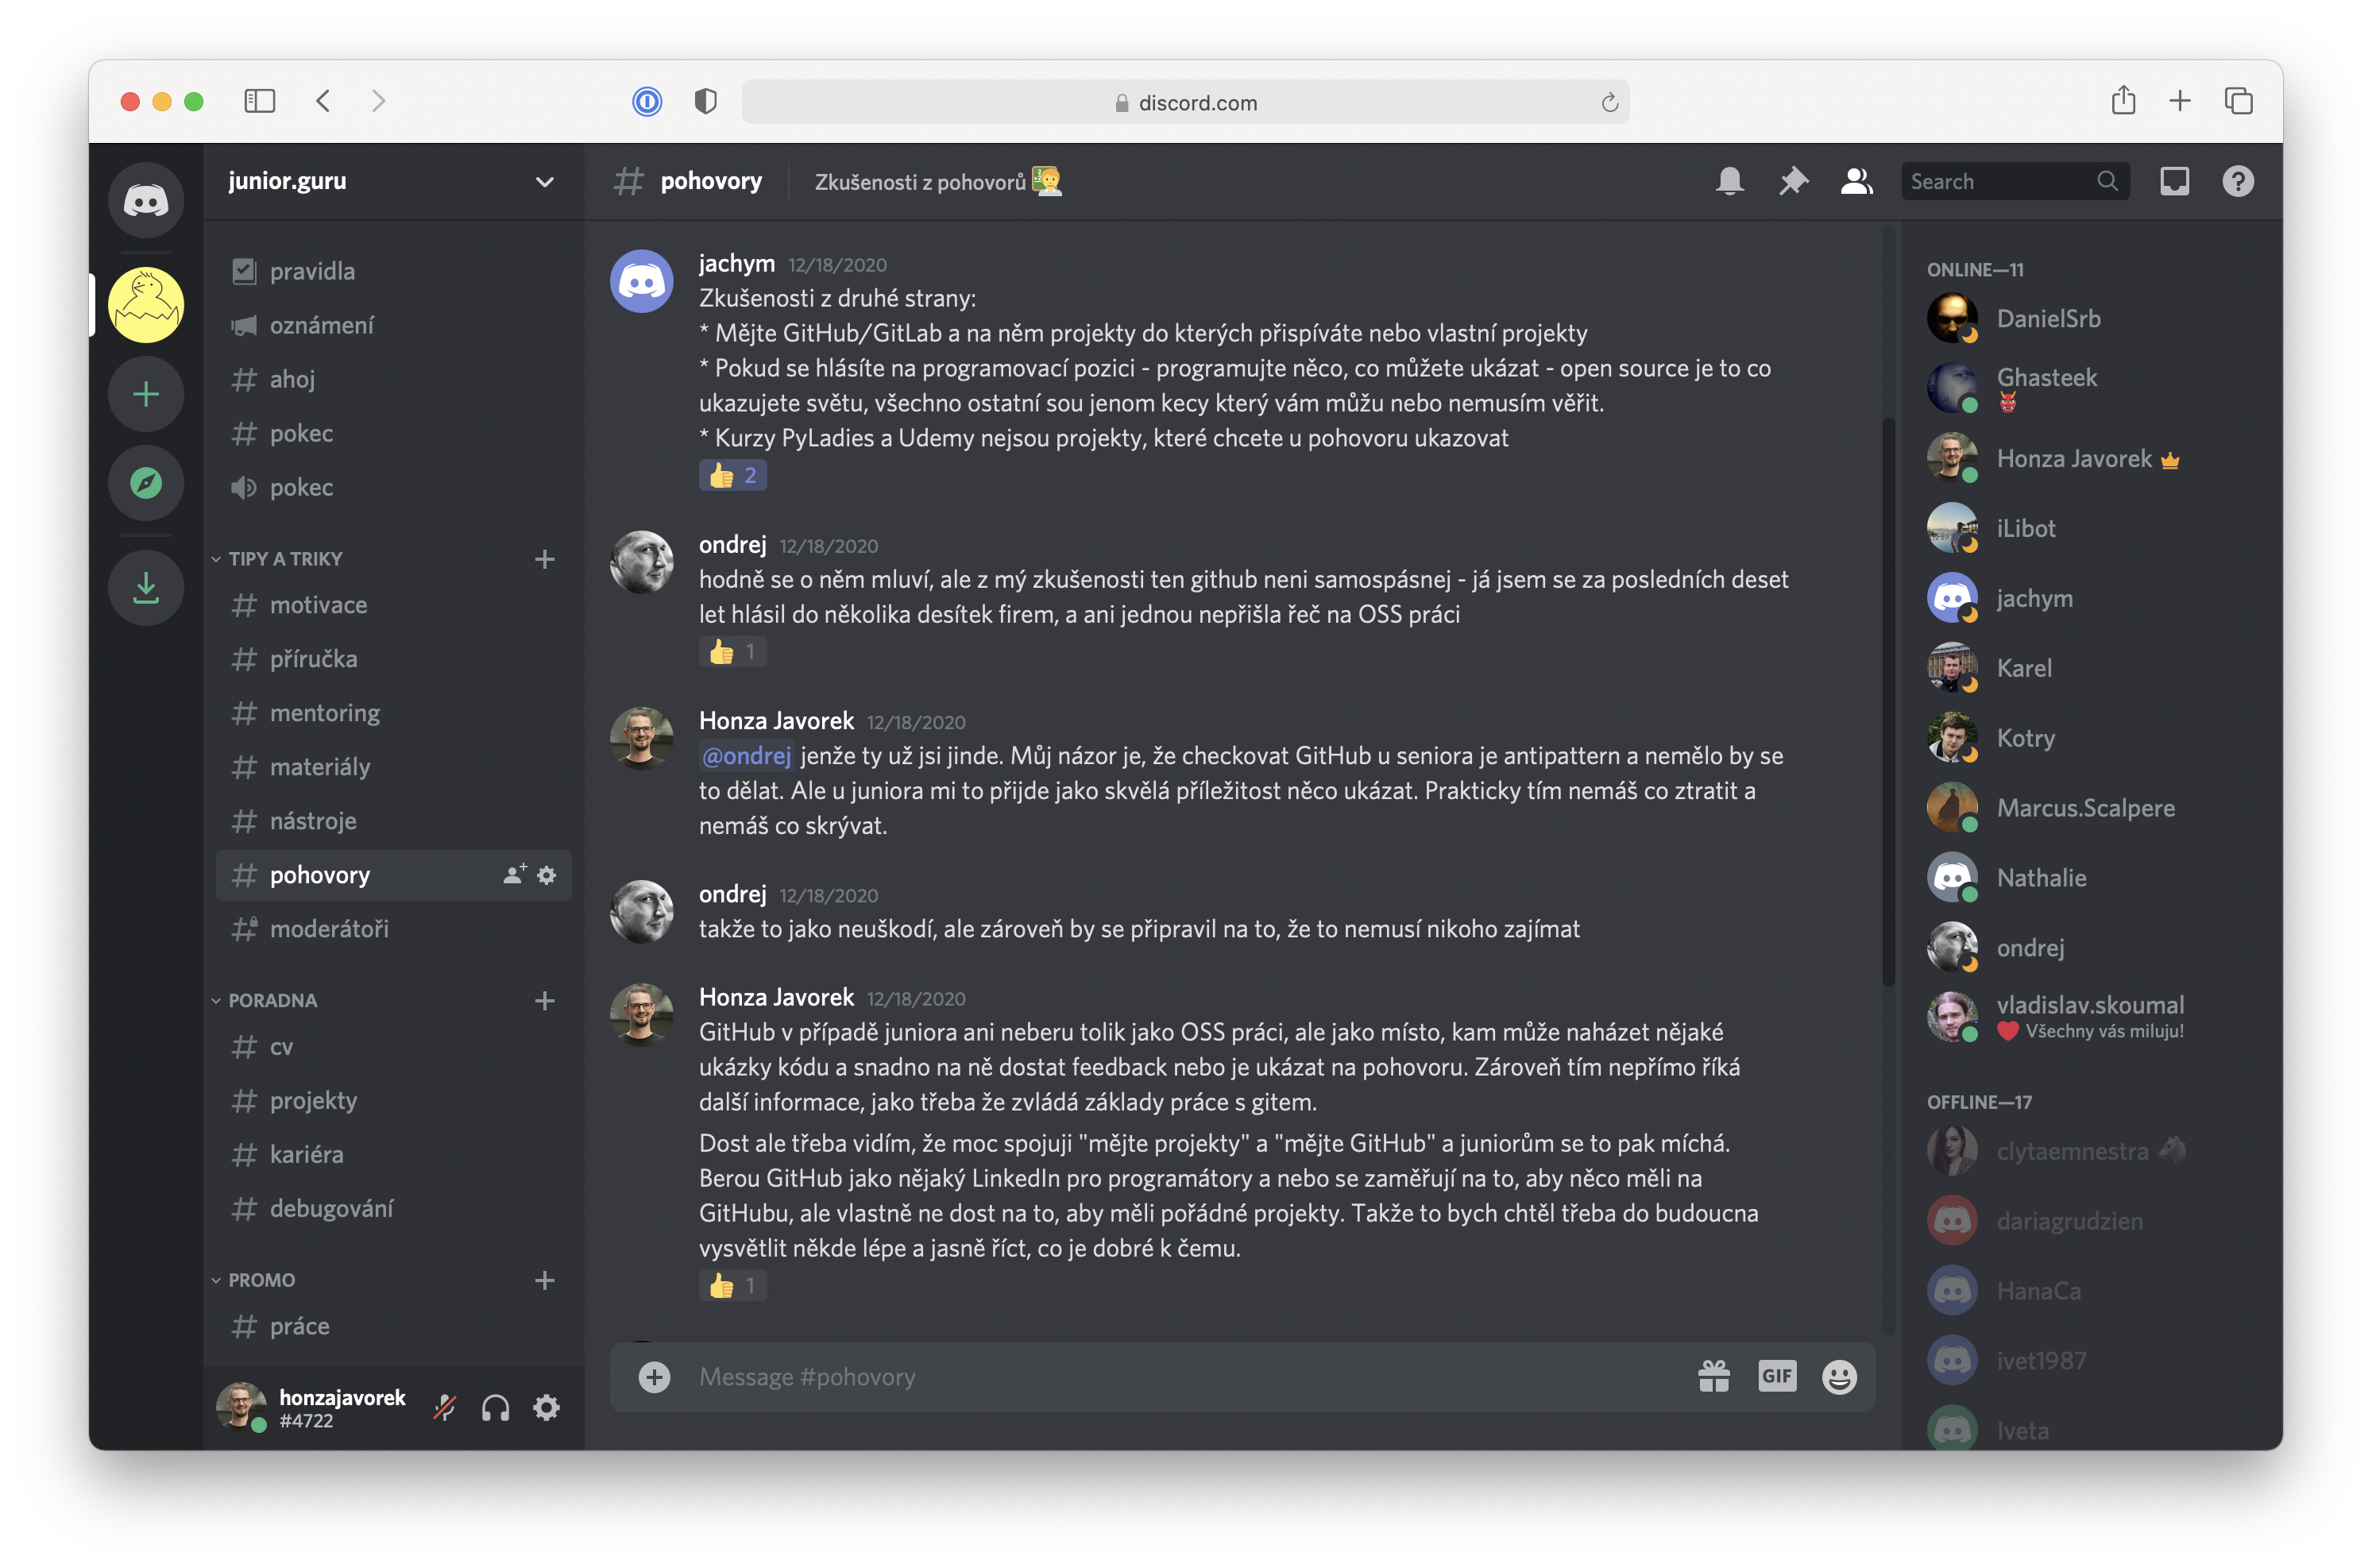 discord.com
junior.guru
pohovory
Zkušenosti z pohovorů
Search
pravidla
oznámení
ahoj
pokec
pokec
TIPY A TRIKY
motivace
příručka
mentoring
materiály
nástroje
pohovory
moderátoři
PORADNA
cv
projekty
kariéra
debugování
PROMO
práce
honzajavorek
#4722
jachym 12/18/2020
Zkušenosti z druhé strany:
* Mějte GitHub/GitLab a na něm projekty do kterých přispíváte nebo vlastní projekty
* Pokud se hlásíte na programovací pozici - programujte něco, co můžete ukázat - open source je to co
ukazujete světu, všechno ostatní sou jenom kecy který vám můžu nebo nemusím věřit.
* Kurzy PyLadies a Udemy nejsou projekty, které chcete u pohovoru ukazovat
2
ondrej 12/18/2020
hodně se o něm mluví, ale z mý zkušenosti ten github neni samospásnej - já jsem se za posledních deset
let hlásil do několika desítek firem, a ani jednou nepřišla řeč na OSS práci
1
Honza Javorek 12/18/2020
@ondrej jenže ty už jsi jinde. Můj názor je, že checkovat GitHub u seniora je antipattern a nemělo by se
to dělat. Ale u juniora mi to přijde jako skvělá příležitost něco ukázat. Prakticky tím nemáš co ztratit a
nemáš co skrývat.
ondrej 12/18/2020
takže to jako neuškodí, ale zároveň by se připravil na to, že to nemusí nikoho zajímat
Honza Javorek 12/18/2020
GitHub v případě juniora ani neberu tolik jako OSS práci, ale jako místo, kam může naházet nějaké
ukázky kódu a snadno na ně dostat feedback nebo je ukázat na pohovoru. Zároveň tím nepřímo říká
další informace, jako třeba že zvládá základy práce s gitem.
Dost ale třeba vidím, že moc spojuji "mějte projekty" a "mějte GitHub" a juniorům se to pak míchá.
Berou GitHub jako nějaký LinkedIn pro programátory a nebo se zaměřují na to, aby něco měli na
GitHubu, ale vlastně ne dost na to, aby měli pořádné projekty. Takže to bych chtěl třeba do budoucna
vysvětlit někde lépe a jasně říct, co je dobré k čemu.
1
Message #pohovory
GIF
ONLINE—11
DanielSrb
Ghasteek
Honza Javorek
iLibot
jachym
Karel
Kotry
Marcus.Scalpere
Nathalie
ondrej
vladislav.skoumal
Všechny vás miluju!
OFFLINE—17
clytaemnestra
dariagrudzien
HanaCa
ivet1987
Iveta